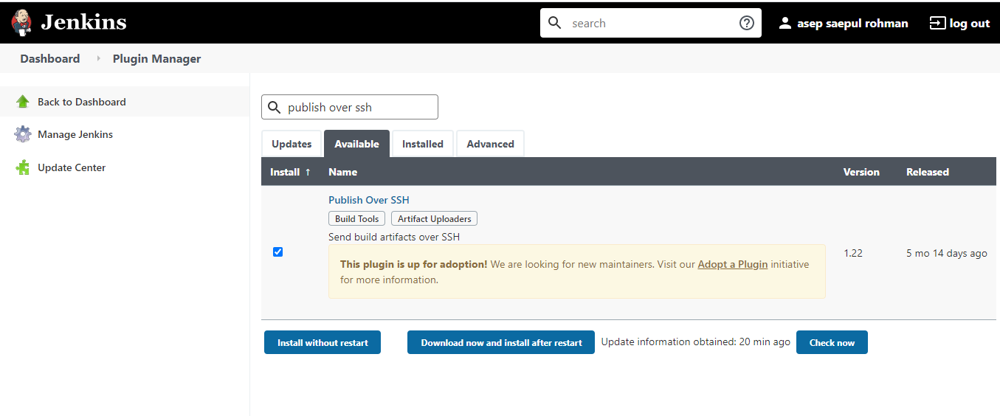 Jenkins
search
asep saepul rohman
log out
Dashboard Plugin Manager
Back to Dashboard
Manage Jenkins
Update Center
publish over ssh
Updates Available Installed Advanced
Install ↑ Name Version Released
Publish Over SSH
Build Tools Artifact Uploaders
Send build artifacts over SSH
This plugin is up for adoption! We are looking for new maintainers. Visit our Adopt a Plugin initiative
for more information.
1.22 5 mo 14 days ago
Install without restart Download now and install after restart Update information obtained: 20 min ago Check now